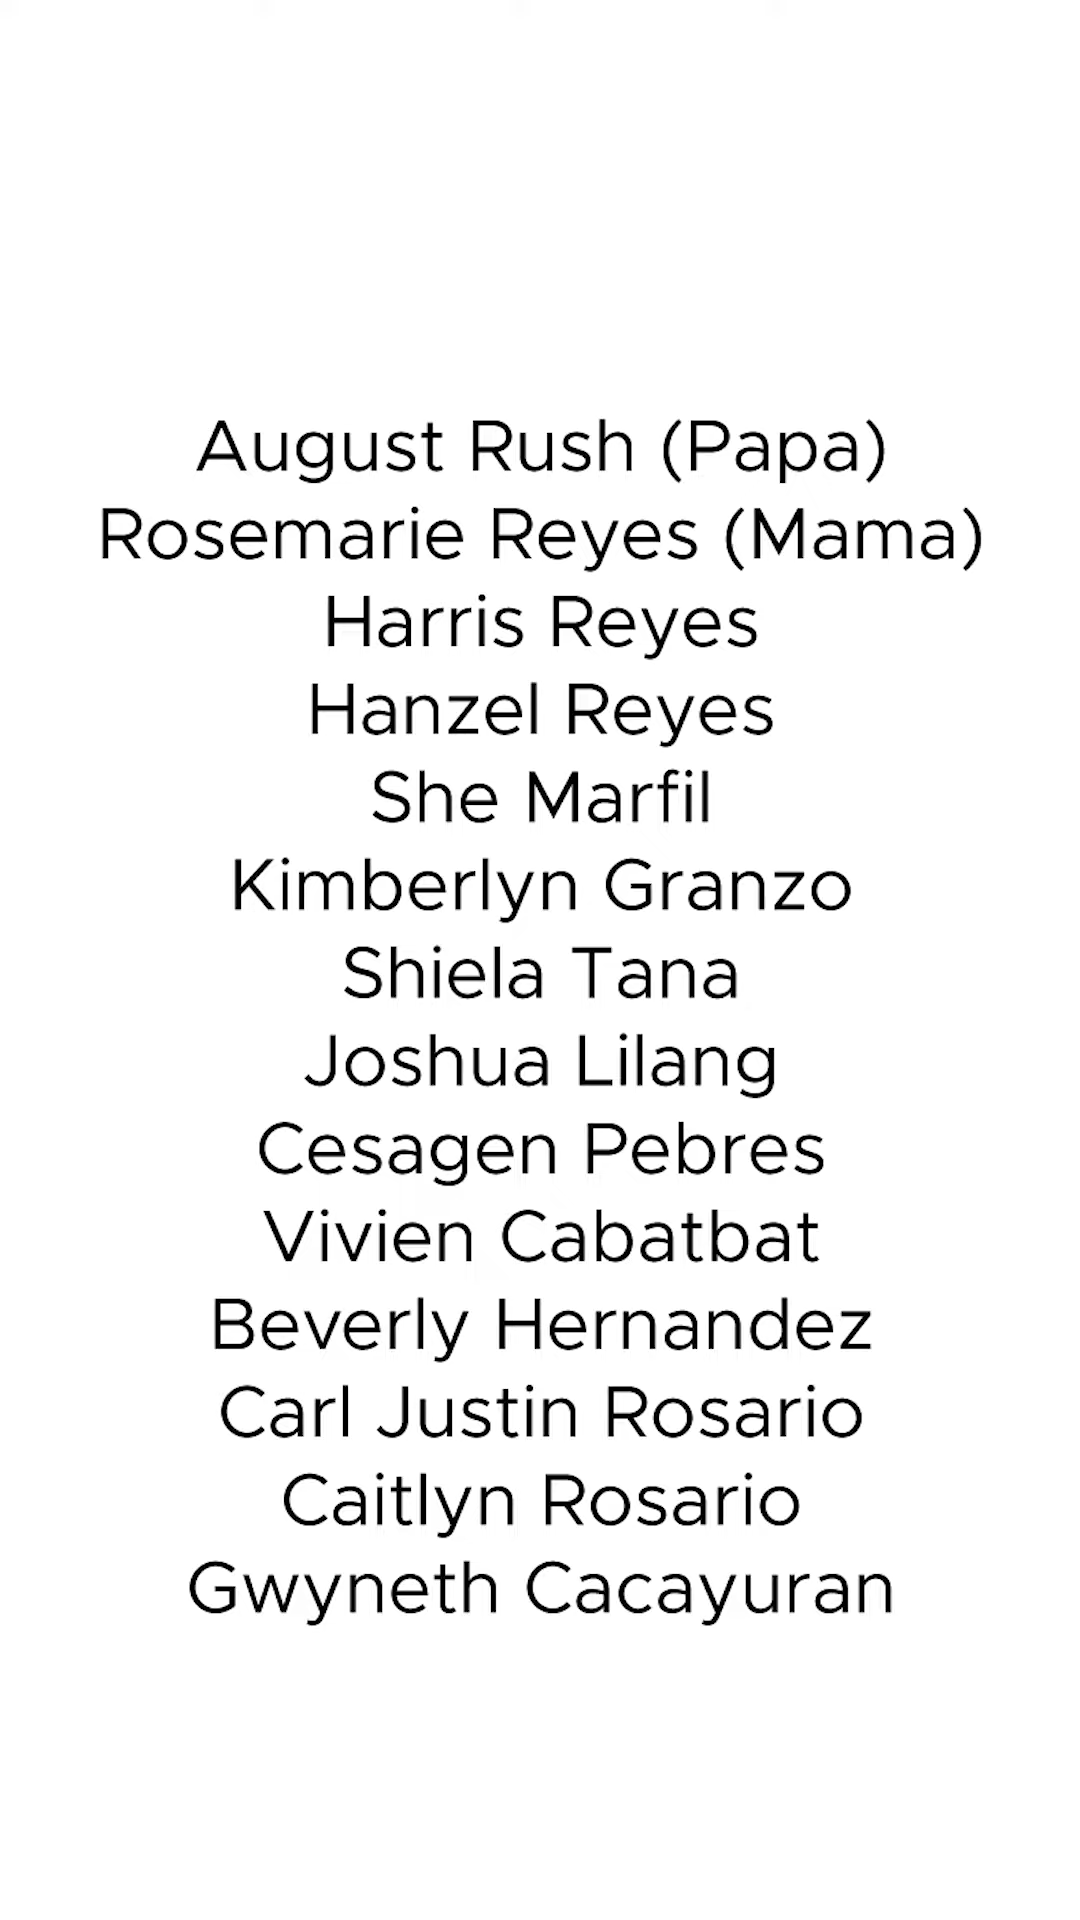 August Rush (Papa)
Rosemarie Reyes (Mama)
Harris Reyes
Hanzel Reyes
She Marfil
Kimberlyn Granzo
Shiela Tana
Joshua Lilang
Cesagen Pebres
Vivien Cabatbat
Beverly Hernandez
Carl Justin Rosario
Caitlyn Rosario
Gwyneth Cacayuran